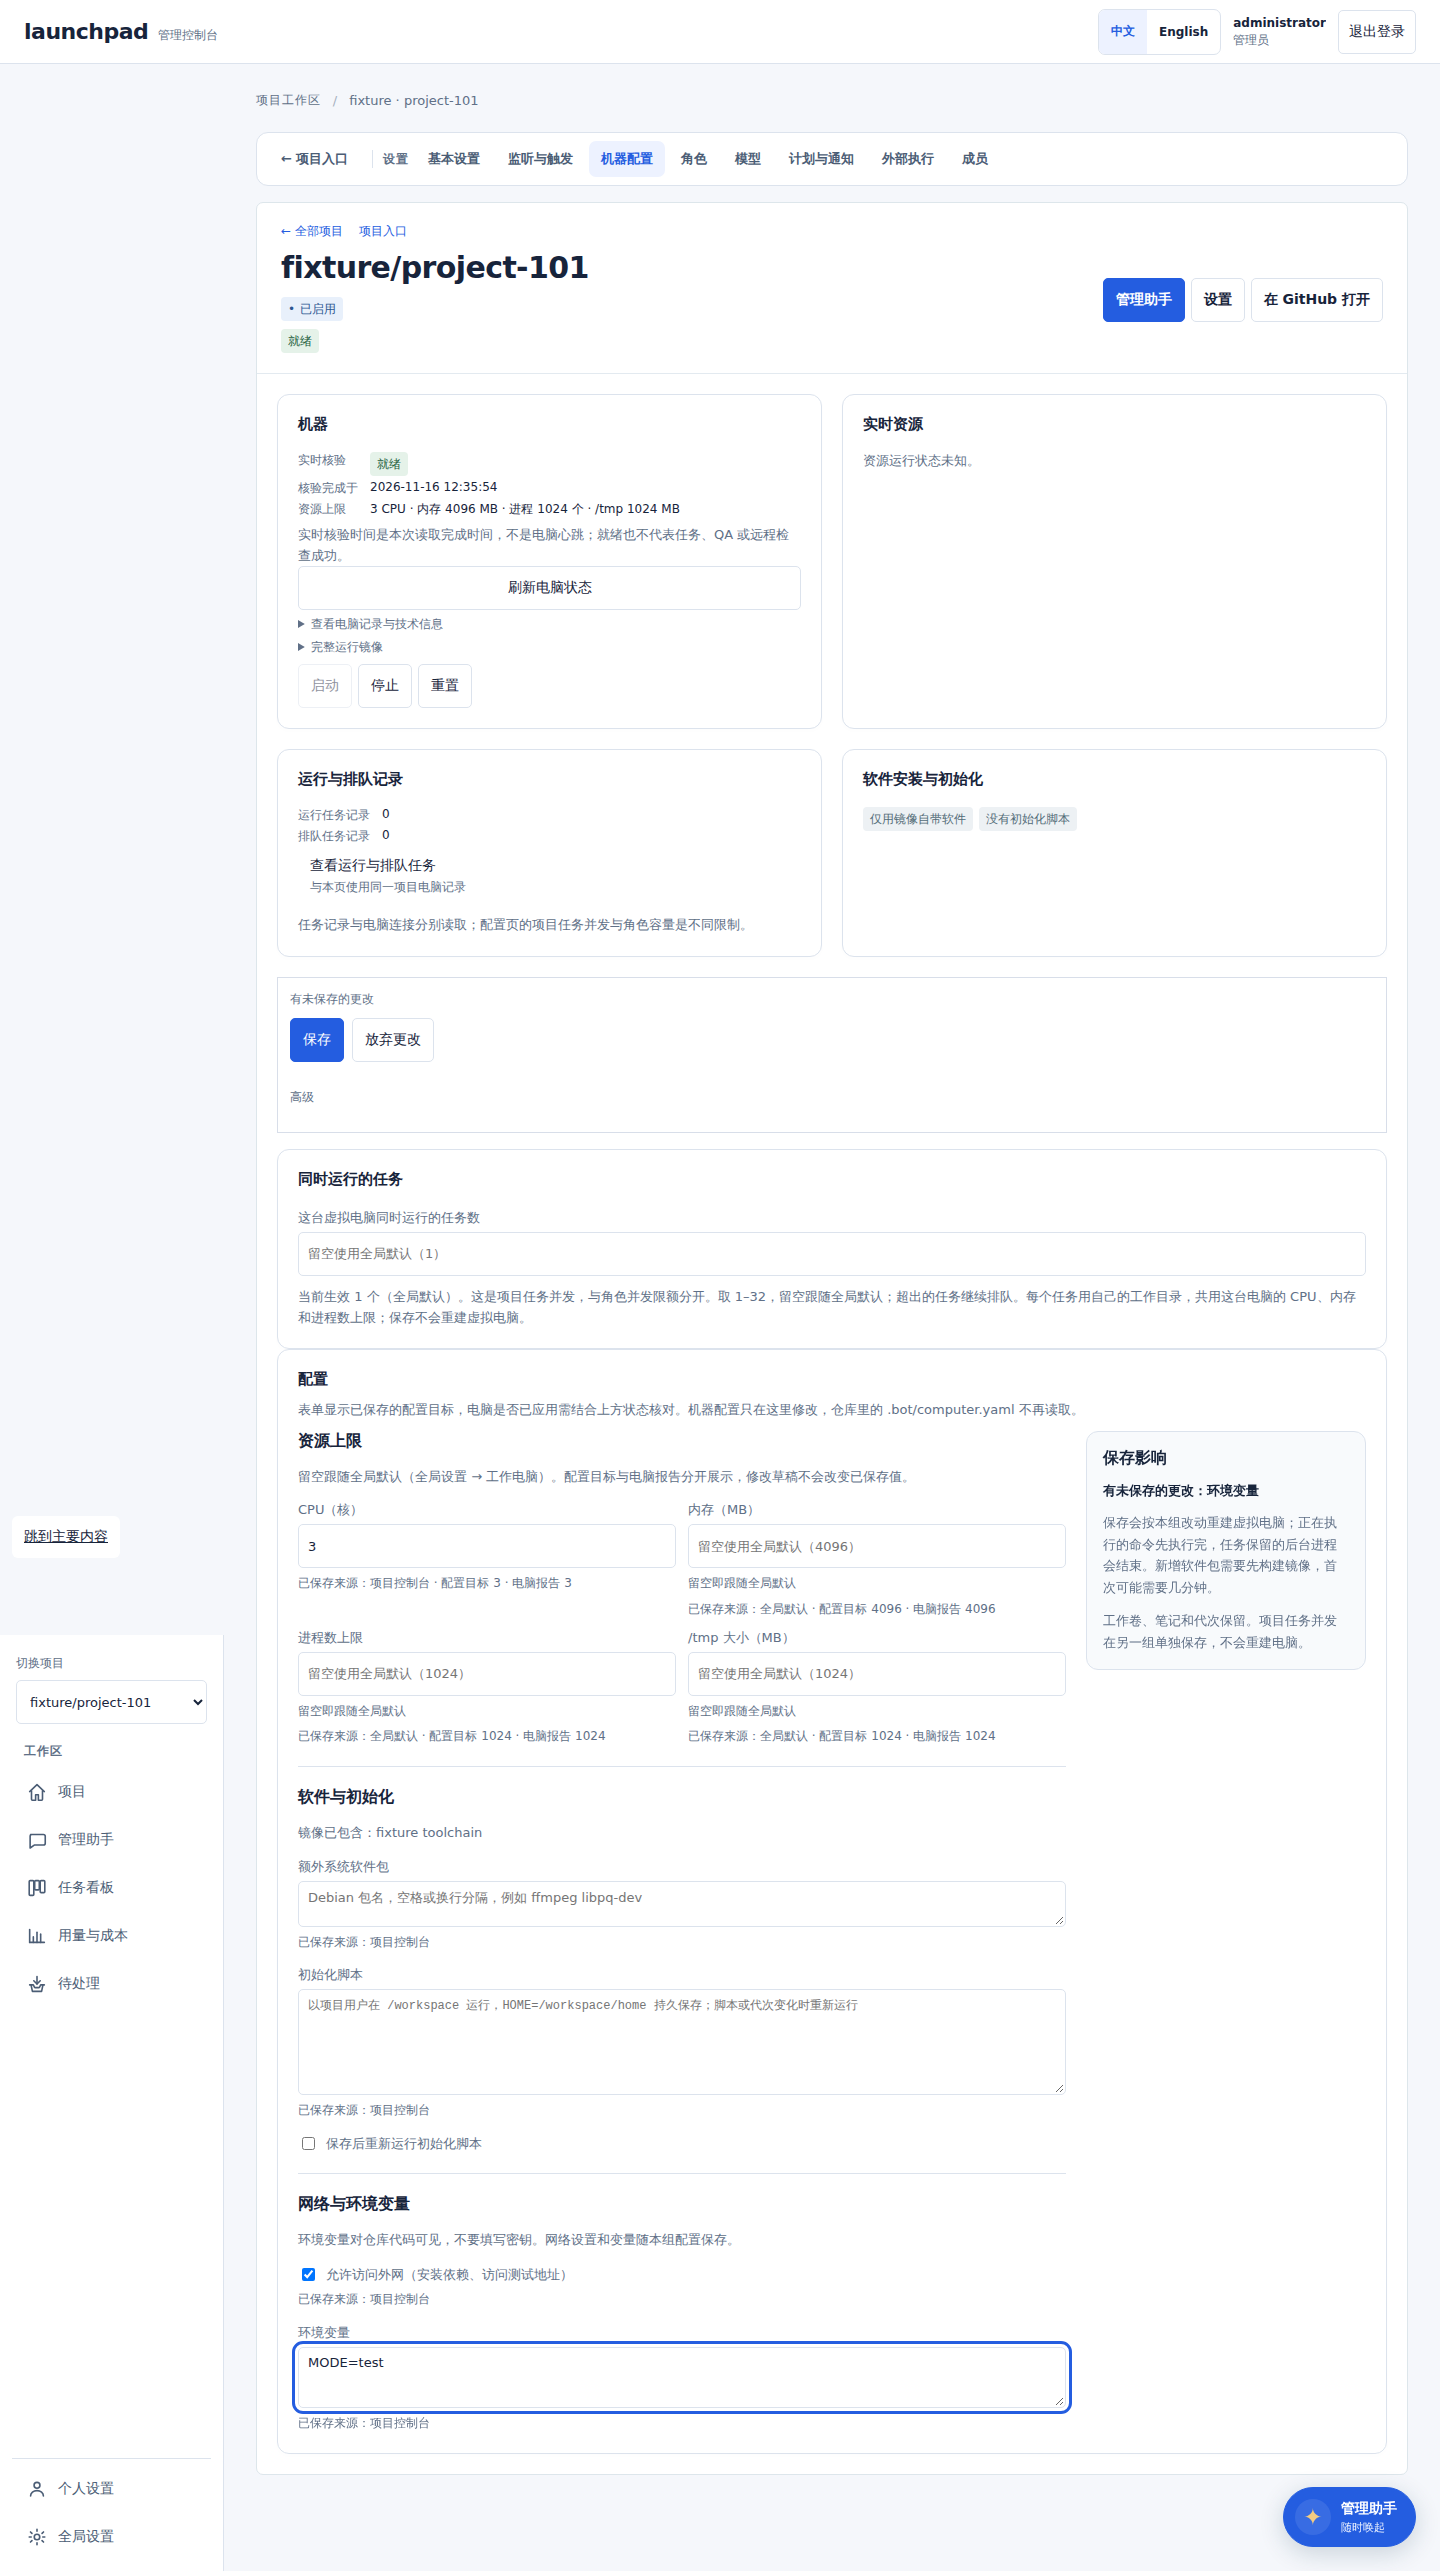 launchpad 管理控制台
中文 English
administrator
管理员
退出登录
项目工作区 / fixture · project-101
← 项目入口 设置 基本设置 监听与触发 机器配置 角色 模型 计划与通知 外部执行 成员
← 全部项目 项目入口
fixture/project-101
• 已启用
就绪
管理助手 设置 在 GitHub 打开
机器
实时核验 就绪
核验完成于 2026-11-16 12:35:54
资源上限 3 CPU · 内存 4096 MB · 进程 1024 个 · /tmp 1024 MB
实时核验时间是本次读取完成时间，不是电脑心跳；就绪也不代表任务、QA 或远程检
查成功。
刷新电脑状态
▶ 查看电脑记录与技术信息
▶ 完整运行镜像
启动 停止 重置
实时资源
资源运行状态未知。
运行与排队记录
运行任务记录 0
排队任务记录 0
查看运行与排队任务
与本页使用同一项目电脑记录
任务记录与电脑连接分别读取；配置页的项目任务并发与角色容量是不同限制。
软件安装与初始化
仅用镜像自带软件 没有初始化脚本
有未保存的更改
保存 放弃更改
高级
同时运行的任务
这台虚拟电脑同时运行的任务数
留空使用全局默认（1）
当前生效 1 个（全局默认）。这是项目任务并发，与角色并发限额分开。取 1–32，留空跟随全局默认；超出的任务继续排队。每个任务用自己的工作目录，共用这台电脑的 CPU、内存
和进程数上限；保存不会重建虚拟电脑。
配置
表单显示已保存的配置目标，电脑是否已应用需结合上方状态核对。机器配置只在这里修改，仓库里的 .bot/computer.yaml 不再读取。
资源上限
留空跟随全局默认（全局设置 → 工作电脑）。配置目标与电脑报告分开展示，修改草稿不会改变已保存值。
CPU（核）
3
已保存来源：项目控制台 · 配置目标 3 · 电脑报告 3
内存（MB）
留空使用全局默认（4096）
留空即跟随全局默认
已保存来源：全局默认 · 配置目标 4096 · 电脑报告 4096
进程数上限
留空使用全局默认（1024）
留空即跟随全局默认
已保存来源：全局默认 · 配置目标 1024 · 电脑报告 1024
/tmp 大小（MB）
留空使用全局默认（1024）
留空即跟随全局默认
已保存来源：全局默认 · 配置目标 1024 · 电脑报告 1024
保存影响
有未保存的更改：环境变量
保存会按本组改动重建虚拟电脑；正在执
行的命令先执行完，任务保留的后台进程
会结束。新增软件包需要先构建镜像，首
次可能需要几分钟。
工作卷、笔记和代次保留。项目任务并发
在另一组单独保存，不会重建电脑。
软件与初始化
镜像已包含：fixture toolchain
额外系统软件包
Debian 包名，空格或换行分隔，例如 ffmpeg libpq-dev
已保存来源：项目控制台
初始化脚本
以项目用户在 /workspace 运行，HOME=/workspace/home 持久保存；脚本或代次变化时重新运行
已保存来源：项目控制台
保存后重新运行初始化脚本
网络与环境变量
环境变量对仓库代码可见，不要填写密钥。网络设置和变量随本组配置保存。
允许访问外网（安装依赖、访问测试地址）
已保存来源：项目控制台
环境变量
MODE=test
已保存来源：项目控制台
跳到主要内容
切换项目
fixture/project-101
工作区
项目
管理助手
任务看板
用量与成本
待处理
个人设置
全局设置
管理助手
随时唤起